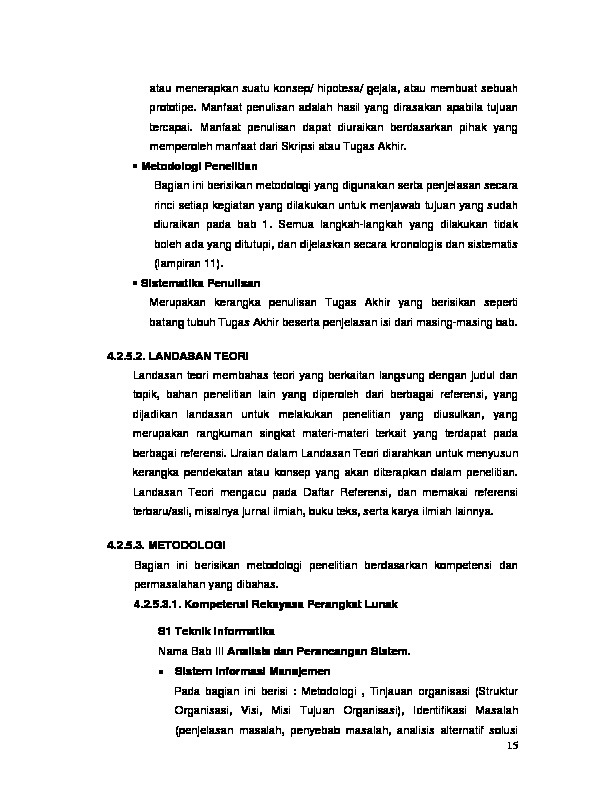 atau menerapkan suatu konsep/ hipotesa/ gejala, atau membuat sebuah
prototipe. Manfaat penulisan adalah hasil yang dirasakan apabila tujuan
tercapai. Manfaat penulisan dapat diuraikan berdasarkan pihak yang
memperoleh manfaat dari Skripsi atau Tugas Akhir.
▪ Metodologi Penelitian
Bagian ini berisikan metodologi yang digunakan serta penjelasan secara
rinci setiap kegiatan yang dilakukan untuk menjawab tujuan yang sudah
diuraikan pada bab 1. Semua langkah-langkah yang dilakukan tidak
boleh ada yang ditutupi, dan dijelaskan secara kronologis dan sistematis
(lampiran 11).
▪ Sistematika Penulisan
Merupakan kerangka penulisan Tugas Akhir yang berisikan seperti
batang tubuh Tugas Akhir beserta penjelasan isi dari masing-masing bab.
4.2.5.2. LANDASAN TEORI
Landasan teori membahas teori yang berkaitan langsung dengan judul dan
topik, bahan penelitian lain yang diperoleh dari berbagai referensi, yang
dijadikan landasan untuk melakukan penelitian yang diusulkan, yang
merupakan rangkuman singkat materi-materi terkait yang terdapat pada
berbagai referensi. Uraian dalam Landasan Teori diarahkan untuk menyusun
kerangka pendekatan atau konsep yang akan diterapkan dalam penelitian.
Landasan Teori mengacu pada Daftar Referensi, dan memakai referensi
terbaru/asli, misalnya jurnal ilmiah, buku teks, serta karya ilmiah lainnya.
4.2.5.3. METODOLOGI
Bagian ini berisikan metodologi penelitian berdasarkan kompetensi dan
permasalahan yang dibahas.
4.2.5.3.1. Kompetensi Rekayasa Perangkat Lunak
S1 Teknik Informatika
Nama Bab III Analisis dan Perancangan Sistem.
• Sistem Informasi Manajemen
Pada bagian ini berisi : Metodologi , Tinjauan organisasi (Struktur
Organisasi, Visi, Misi Tujuan Organisasi), Identifikasi Masalah
(penjelasan masalah, penyebab masalah, analisis alternatif solusi
15